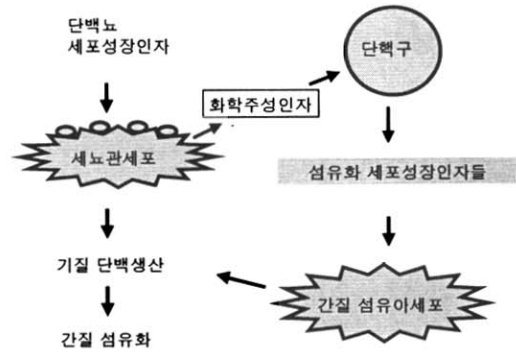 단백뇨
세포성장인자
세뇨관세포
기질 단백생산
간질 섬유화
화학주성인자
단핵구
섬유화 세포성장인자들
간질 섬유아세포